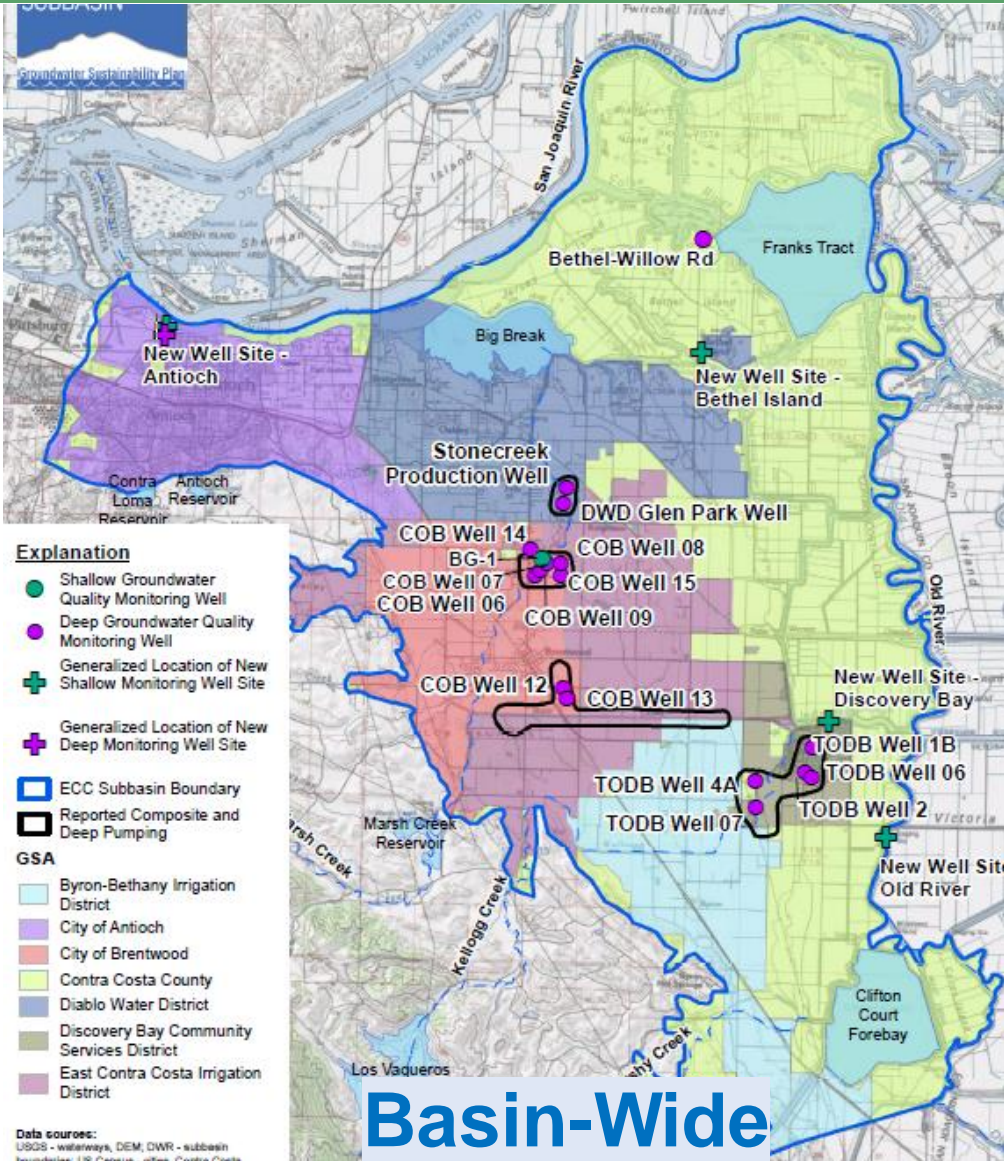 SUBBASIN
Groundwater Sustainability Plan
San Joaquin River
Franks Tract
Bethel-Willow Rd
Big Break
New Well Site -
Antioch
New Well Site -
Bethel Island
Stonecreek
Production Well
DWD Glen Park Well
Contra
Loma
Reservoir
Antioch
Reservoir
COB Well 14
BG-1
COB Well 07
COB Well 06
COB Well 08
COB Well 15
COB Well 09
Old River
COB Well 12
COB Well 13
New Well Site -
Discovery Bay
TODB Well 1B
TODB Well 06
TODB Well 4A
TODB Well 2
TODB Well 07
Victoria
New Well Site
Old River
Marsh Creek
Reservoir
arsh Creek
Kellogg Creek
Clifton
Court
Forebay
shy Creek
Los Vaqueros
Explanation
Shallow Groundwater
Quality Monitoring Well
Deep Groundwater Quality
Monitoring Well
Generalized Location of New
Shallow Monitoring Well Site
Generalized Location of New
Deep Monitoring Well Site
ECC Subbasin Boundary
Reported Composite and
Deep Pumping
GSA
Byron-Bethany Irrigation
District
City of Antioch
City of Brentwood
Contra Costa County
Diablo Water District
Discovery Bay Community
Services District
East Contra Costa Irrigation
District
Data sources:
USGS - waterways, DEM; DWR - subbasin
Basin-Wide